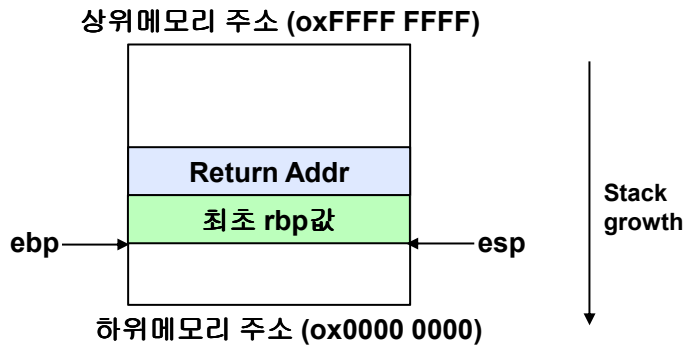 상위메모리 주소 (oxFFFF FFFF)
Return Addr
최초 rbp값
ebp
esp
Stack
growth
하위메모리 주소 (ox0000 0000)